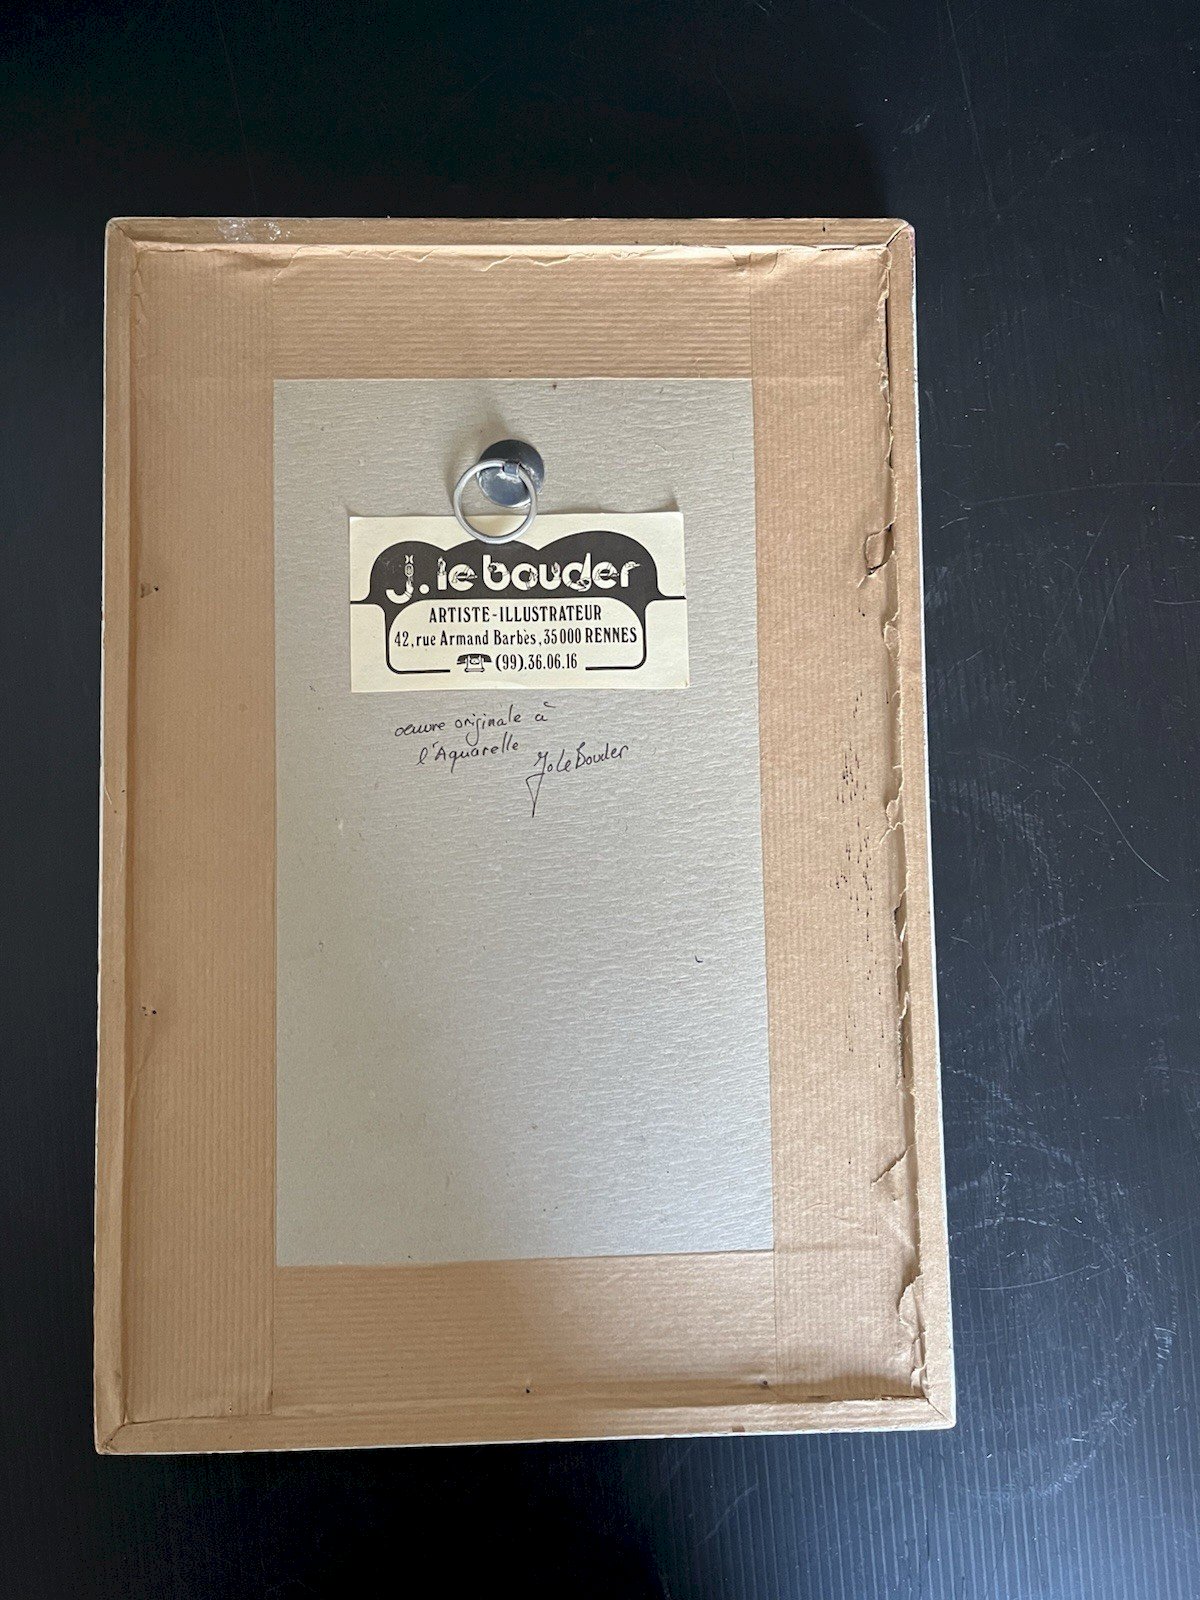 j. le bouder
ARTISTE-ILLUSTRATEUR
42, rue Armand Barbès, 35000 RENNES
(99).36.06.16
oeuvre originale à
l'Aquarelle
Jo Le Bouder